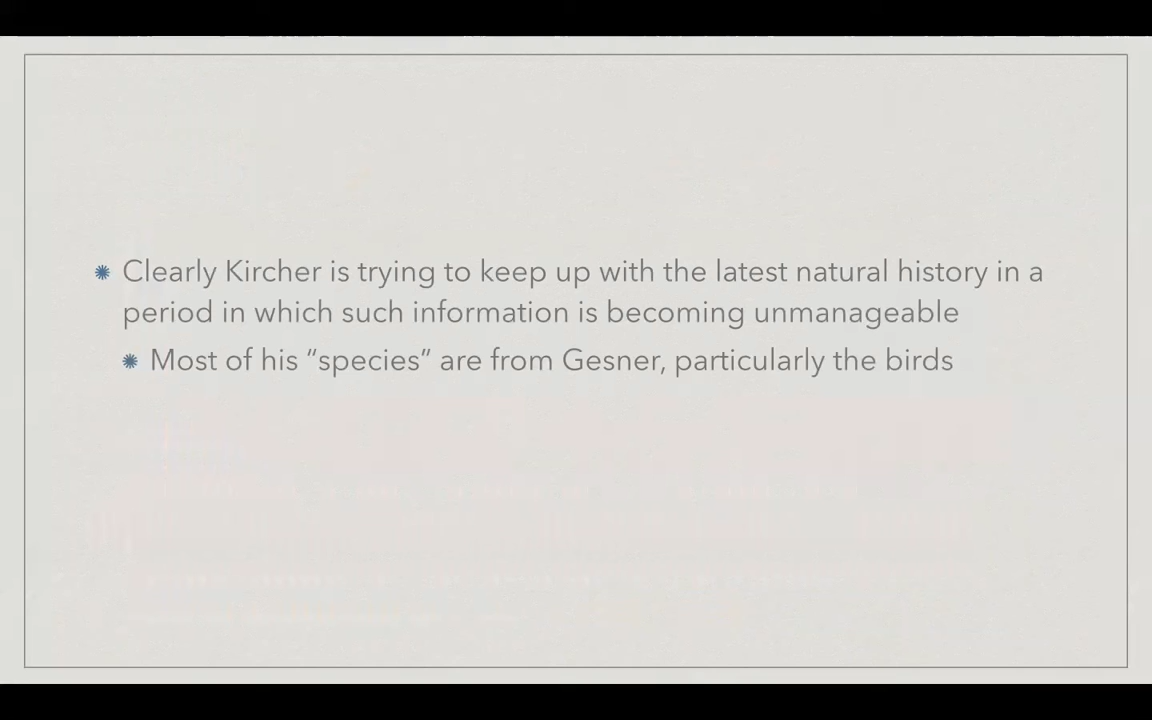 Clearly Kircher is trying to keep up with the latest natural history in a
period in which such information is becoming unmanageable
Most of his “species” are from Gesner, particularly the birds